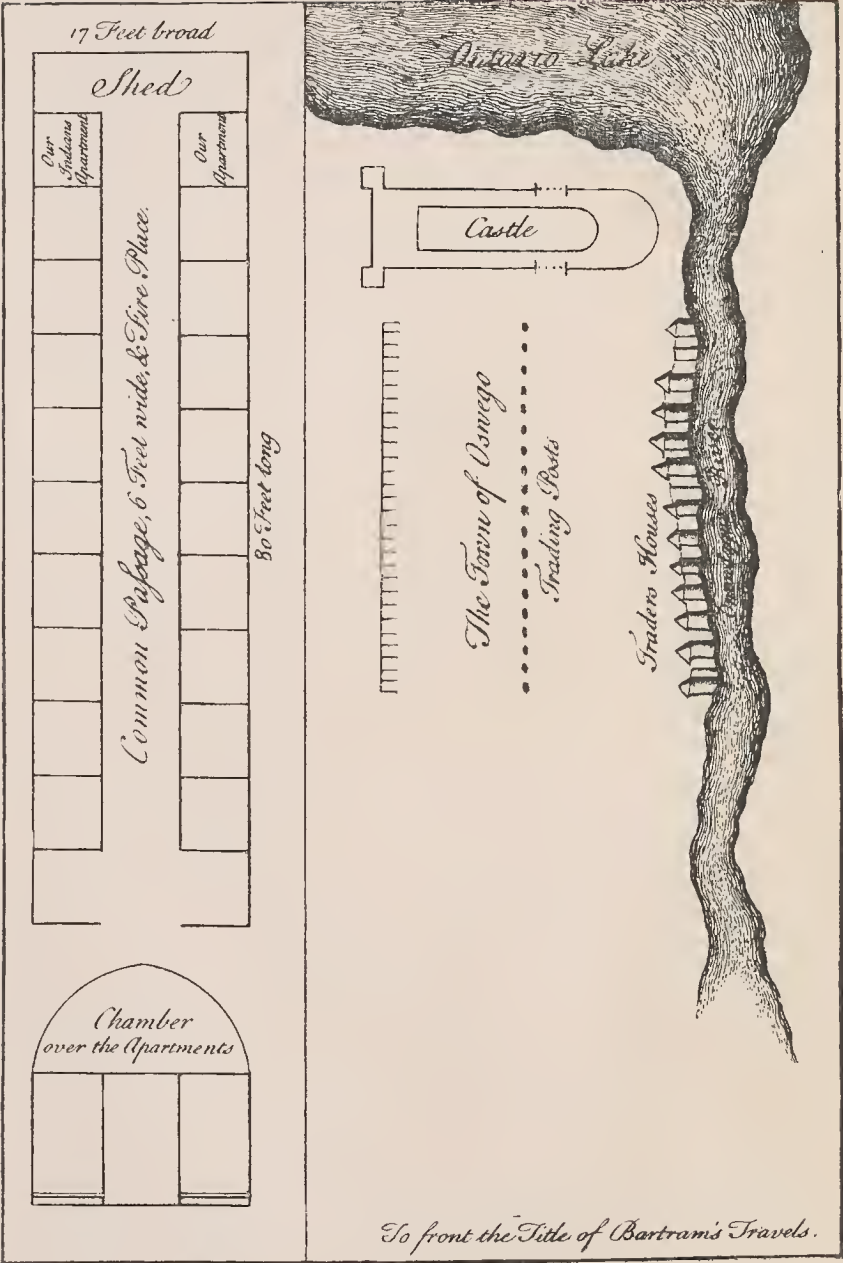 17 Feet broad
Shed
Our
Indians
Apartment
Our
Apartment
Common Paſsage, 6 Feet wide, & Fire Place.
80 Feet long
Chamber
over the Apartments
Ontario Lake
Castle
The Town of Oswego
Trading Posts
Traders Houses
To front the Title of Bartram's Travels.